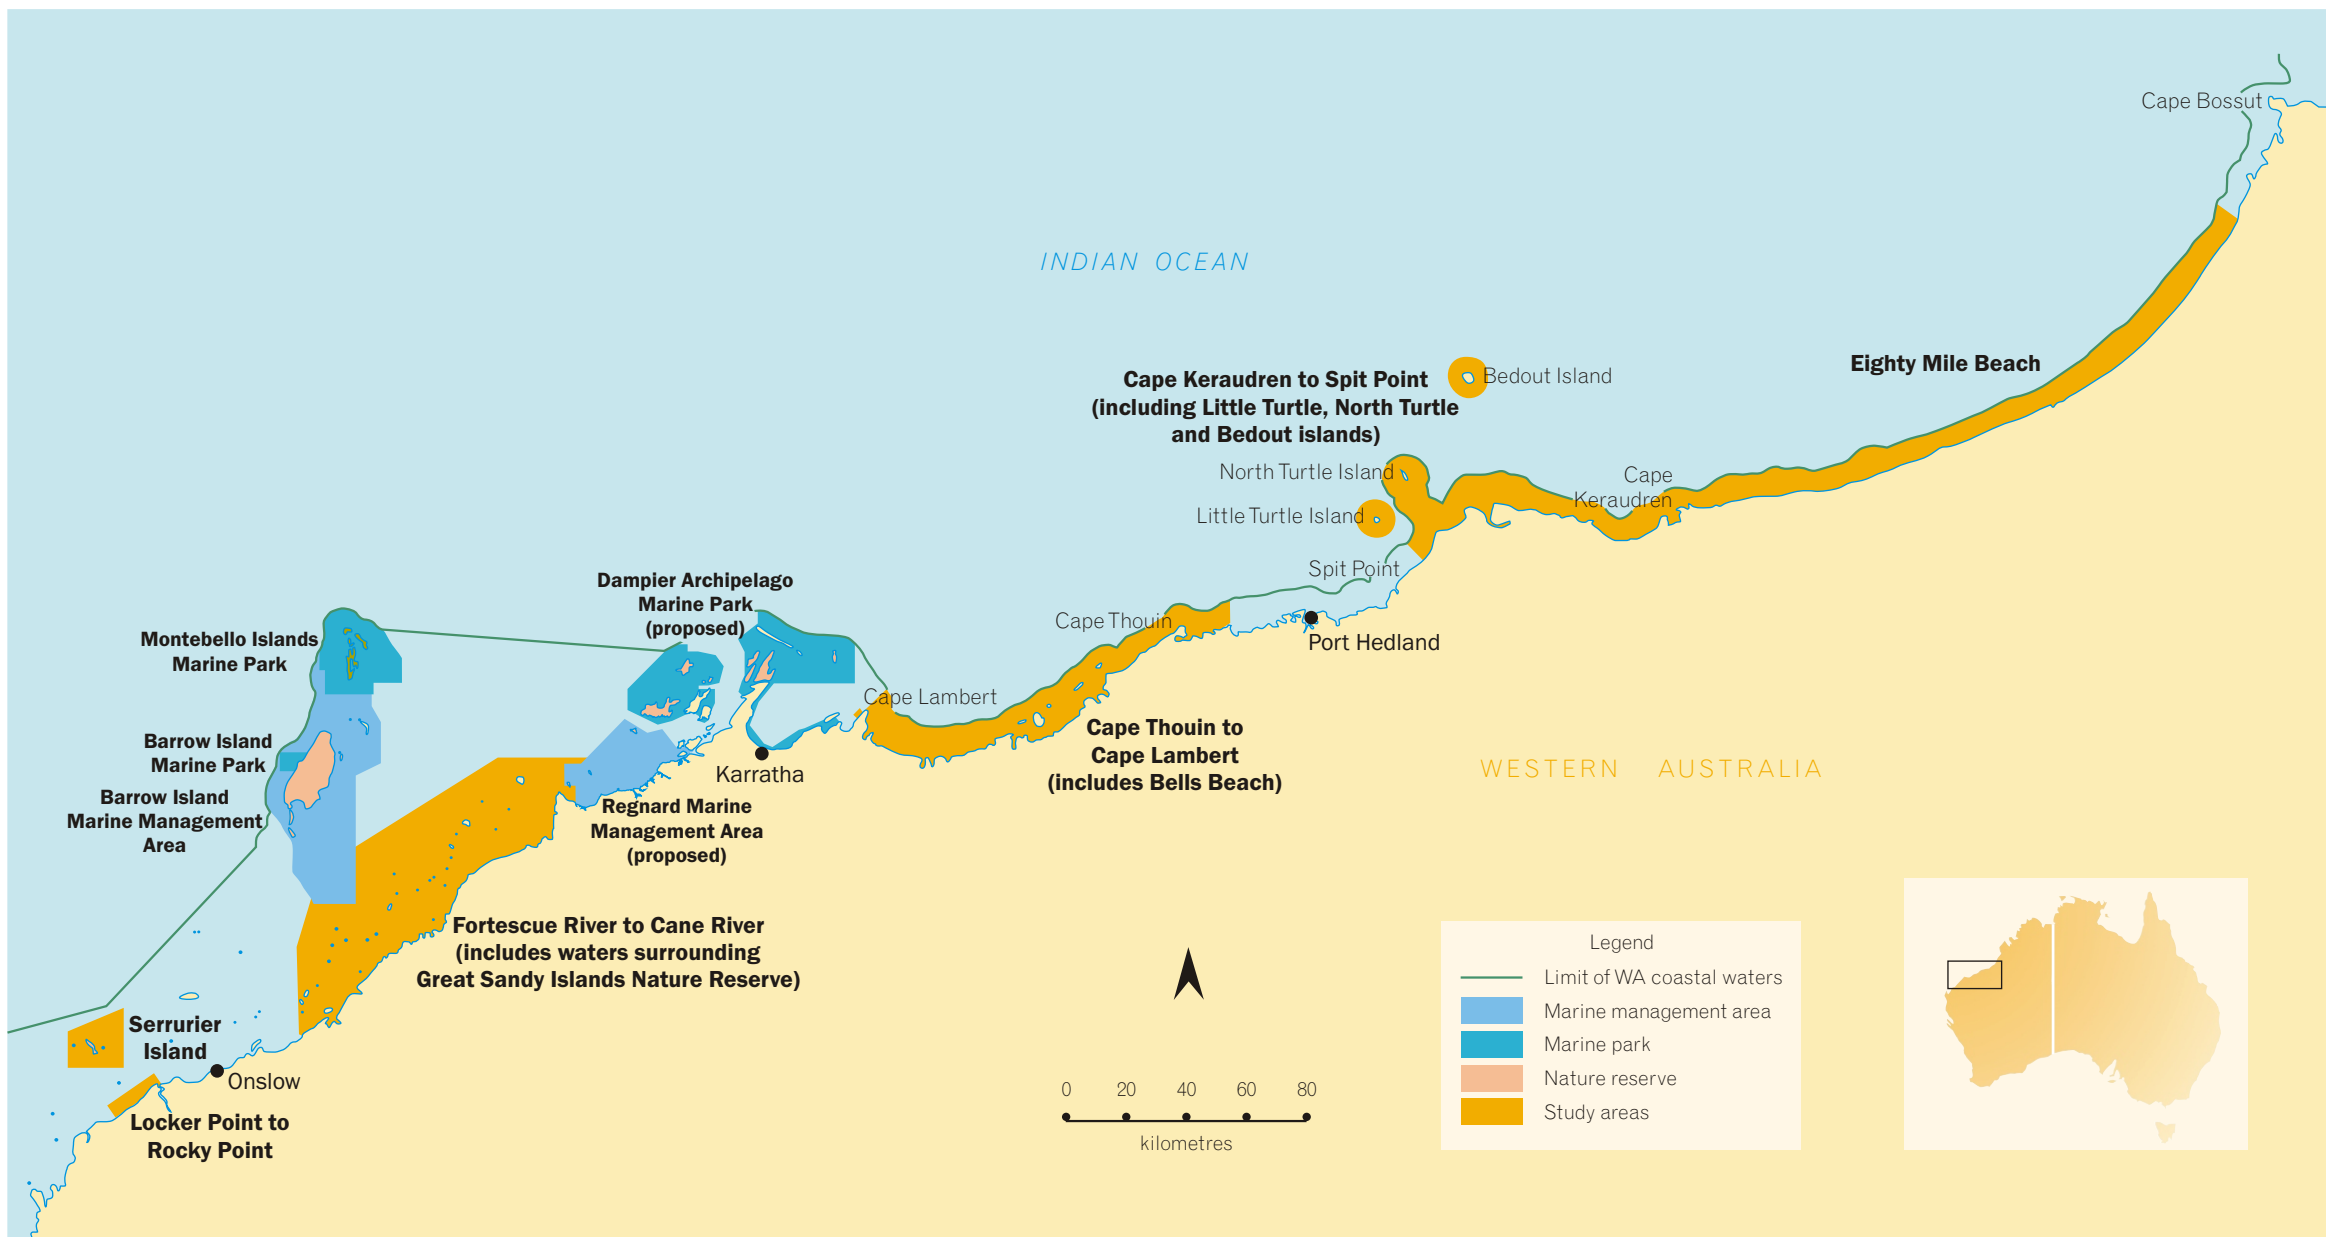 Cape Bossut
INDIAN OCEAN
Eighty Mile Beach
Cape Keraudren to Spit Point
(including Little Turtle, North Turtle
and Bedout islands)
Bedout Island
North Turtle Island
Little Turtle Island
Cape
Keraudren
Spit Point
Cape Thouin
Port Hedland
Dampier Archipelago
Marine Park
(proposed)
Montebello Islands
Marine Park
Cape Lambert
Cape Thouin to
Cape Lambert
(includes Bells Beach)
WESTERN AUSTRALIA
Barrow Island
Marine Park
Barrow Island
Marine Management
Area
Karratha
Regnard Marine
Management Area
(proposed)
Fortescue River to Cane River
(includes waters surrounding
Great Sandy Islands Nature Reserve)
Serrurier
Island
Onslow
Locker Point to
Rocky Point
0 20 40 60 80
kilometres
Legend
Limit of WA coastal waters
Marine management area
Marine park
Nature reserve
Study areas